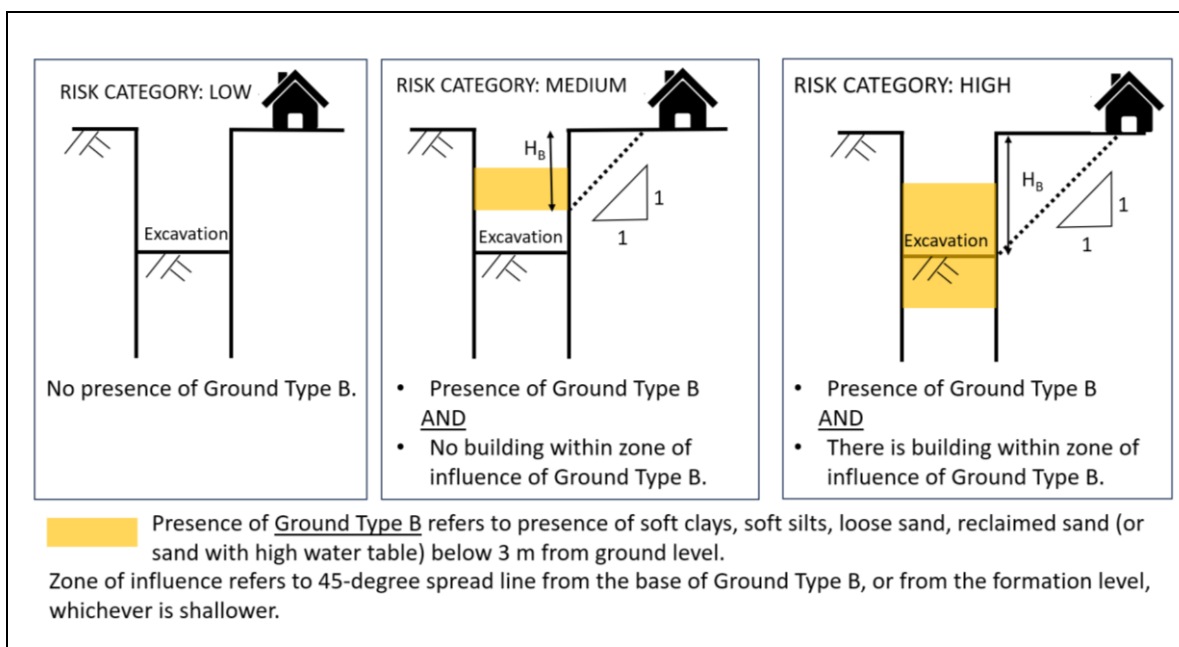 RISK CATEGORY: LOW
Excavation
No presence of Ground Type B.
RISK CATEGORY: MEDIUM
H_B
1
1
Excavation
• Presence of Ground Type B
AND
• No building within zone of
influence of Ground Type B.
RISK CATEGORY: HIGH
H_B
1
1
Excavation
• Presence of Ground Type B
AND
• There is building within zone of
influence of Ground Type B.
Presence of Ground Type B refers to presence of soft clays, soft silts, loose sand, reclaimed sand (or
sand with high water table) below 3 m from ground level.
Zone of influence refers to 45-degree spread line from the base of Ground Type B, or from the formation level,
whichever is shallower.